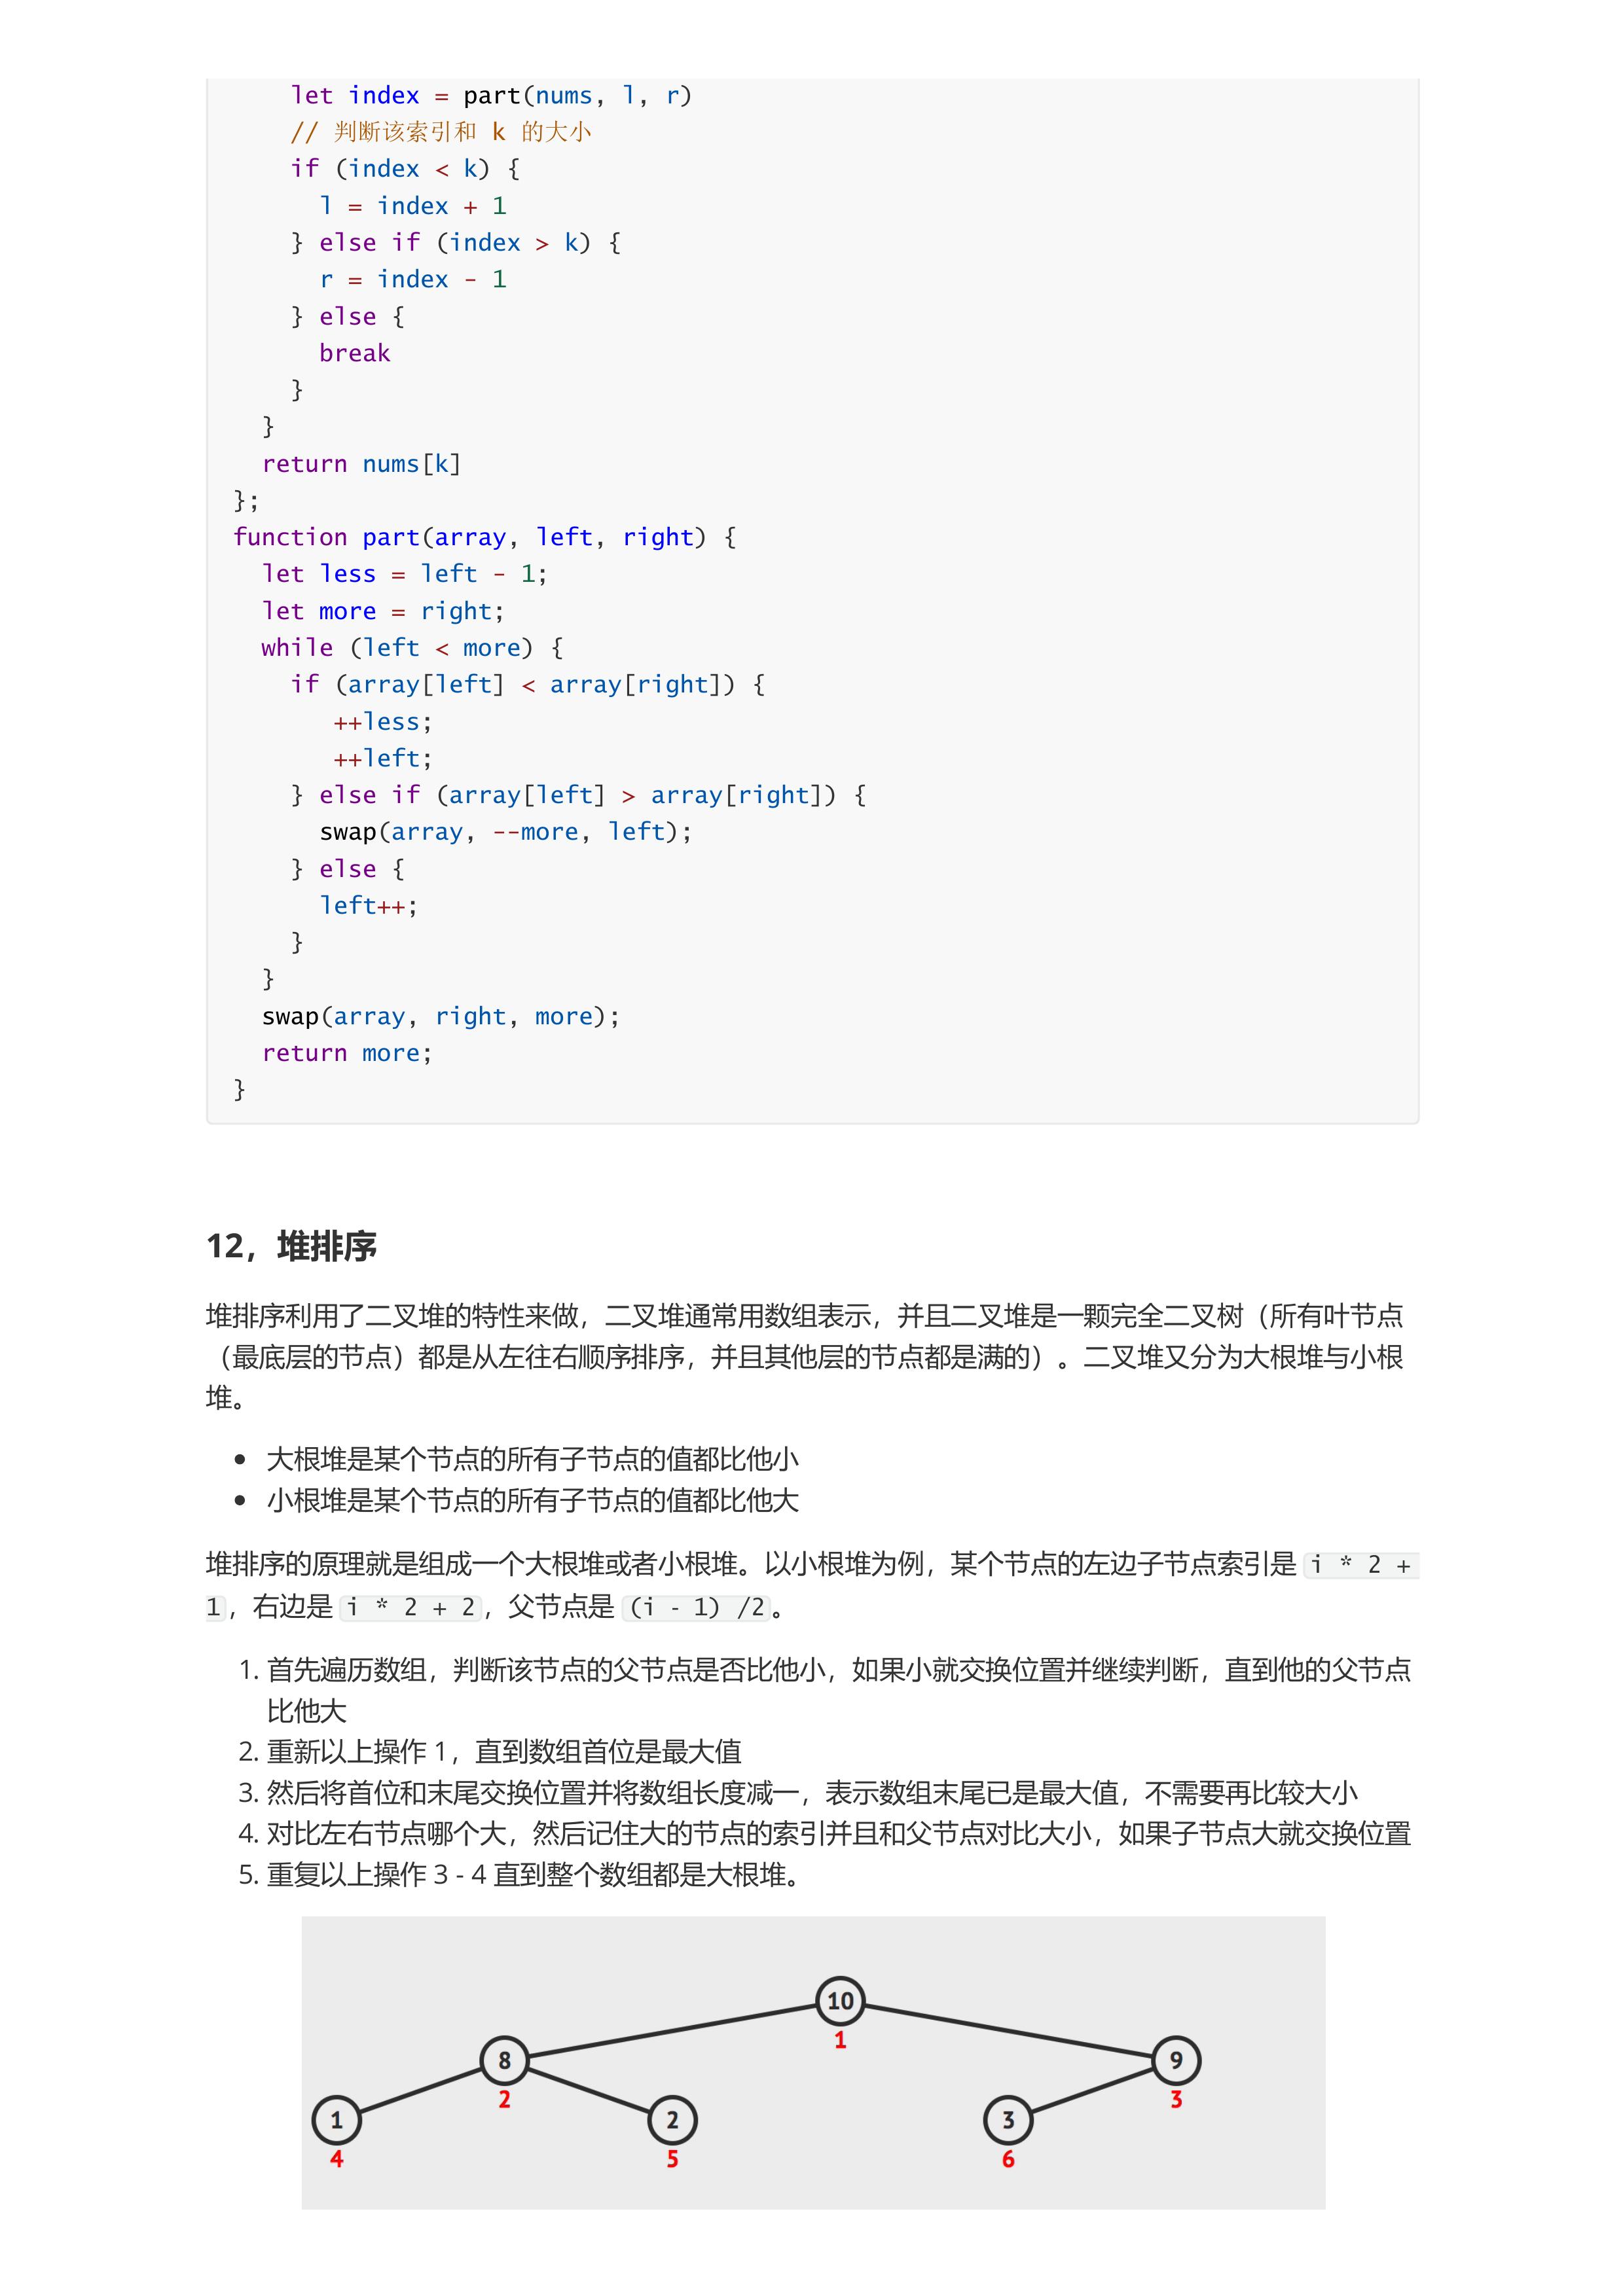 let index = part(nums, l, r)
// 判断该索引和 k 的大小
if (index < k) {
l = index + 1
} else if (index > k) {
r = index - 1
} else {
break
}
}
return nums[k]
};
function part(array, left, right) {
let less = left - 1;
let more = right;
while (left < more) {
if (array[left] < array[right]) {
++less;
++left;
} else if (array[left] > array[right]) {
swap(array, --more, left);
} else {
left++;
}
}
swap(array, right, more);
return more;
}
12，堆排序
堆排序利用了二叉堆的特性来做，二叉堆通常用数组表示，并且二叉堆是一颗完全二叉树（所有叶节点
（最底层的节点）都是从左往右顺序排序，并且其他层的节点都是满的）。二叉堆又分为大根堆与小根
堆。
• 大根堆是某个节点的所有子节点的值都比他小
• 小根堆是某个节点的所有子节点的值都比他大
堆排序的原理就是组成一个大根堆或者小根堆。以小根堆为例，某个节点的左边子节点索引是 i * 2 +
1，右边是 i * 2 + 2，父节点是 (i - 1) /2。
1. 首先遍历数组，判断该节点的父节点是否比他小，如果小就交换位置并继续判断，直到他的父节点
比他大
2. 重新以上操作 1，直到数组首位是最大值
3. 然后将首位和末尾交换位置并将数组长度减一，表示数组末尾已是最大值，不需要再比较大小
4. 对比左右节点哪个大，然后记住大的节点的索引并且和父节点对比大小，如果子节点大就交换位置
5. 重复以上操作 3 - 4 直到整个数组都是大根堆。
10
1
8
2
9
3
1
4
2
5
3
6